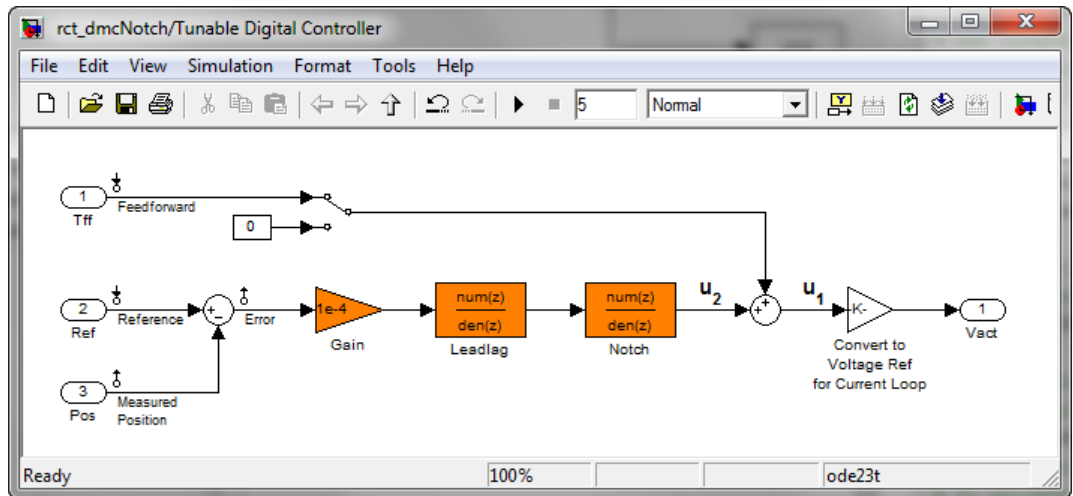 rct_dmcNotch/Tunable Digital Controller
File Edit View Simulation Format Tools Help
5 Normal
1
Tff
Feedforward
0
2
Ref
Reference
+
−
Error
1e-4
Gain
num(z)
den(z)
Leadlag
num(z)
den(z)
Notch
u2
+
+
u1
-K-
Convert to
Voltage Ref
for Current Loop
1
Vact
3
Pos
Measured
Position
Ready 100% ode23t